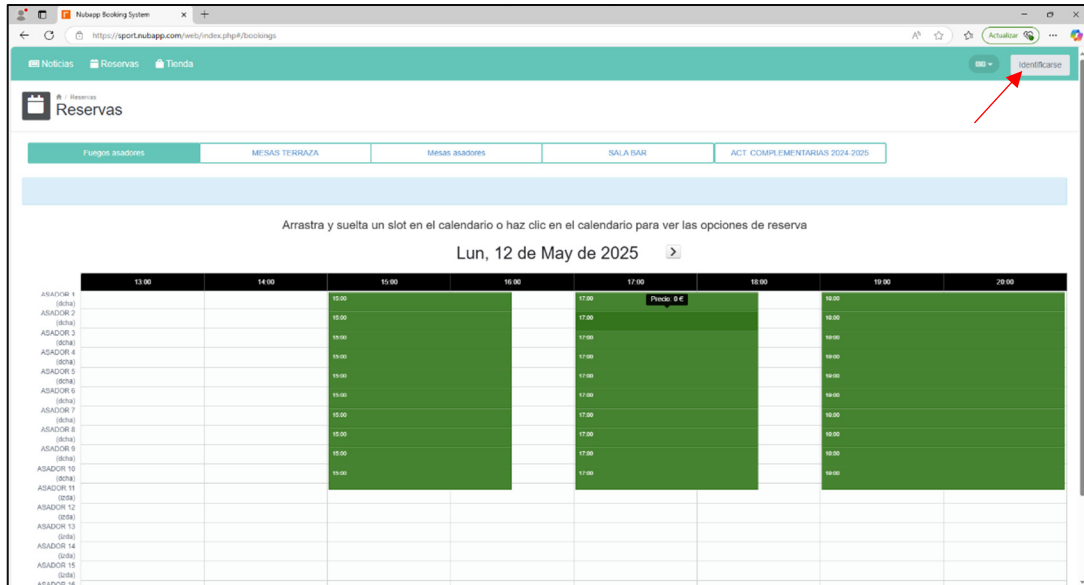 Nubapp Booking System
https://sport.nubapp.com/web/index.php#/bookings
Actualizar
Noticias Reservas Tienda
Identificarse
/ Reservas
Reservas
Fuegos asadores MESAS TERRAZA Mesas asadores SALA BAR ACT. COMPLEMENTARIAS 2024-2025
Arrastra y suelta un slot en el calendario o haz clic en el calendario para ver las opciones de reserva
Lun, 12 de May de 2025
13:00 14:00 15:00 16:00 17:00 18:00 19:00 20:00
ASADOR 1
(dcha)
15:00 17:00 Precio: 0 € 19:00
ASADOR 2
(dcha)
15:00 17:00 19:00
ASADOR 3
(dcha)
15:00 17:00 19:00
ASADOR 4
(dcha)
15:00 17:00 19:00
ASADOR 5
(dcha)
15:00 17:00 19:00
ASADOR 6
(dcha)
15:00 17:00 19:00
ASADOR 7
(dcha)
15:00 17:00 19:00
ASADOR 8
(dcha)
15:00 17:00 19:00
ASADOR 9
(dcha)
15:00 17:00 19:00
ASADOR 10
(dcha)
15:00 17:00 19:00
ASADOR 11
(izda)
ASADOR 12
(izda)
ASADOR 13
(izda)
ASADOR 14
(izda)
ASADOR 15
(izda)
ASADOR 16